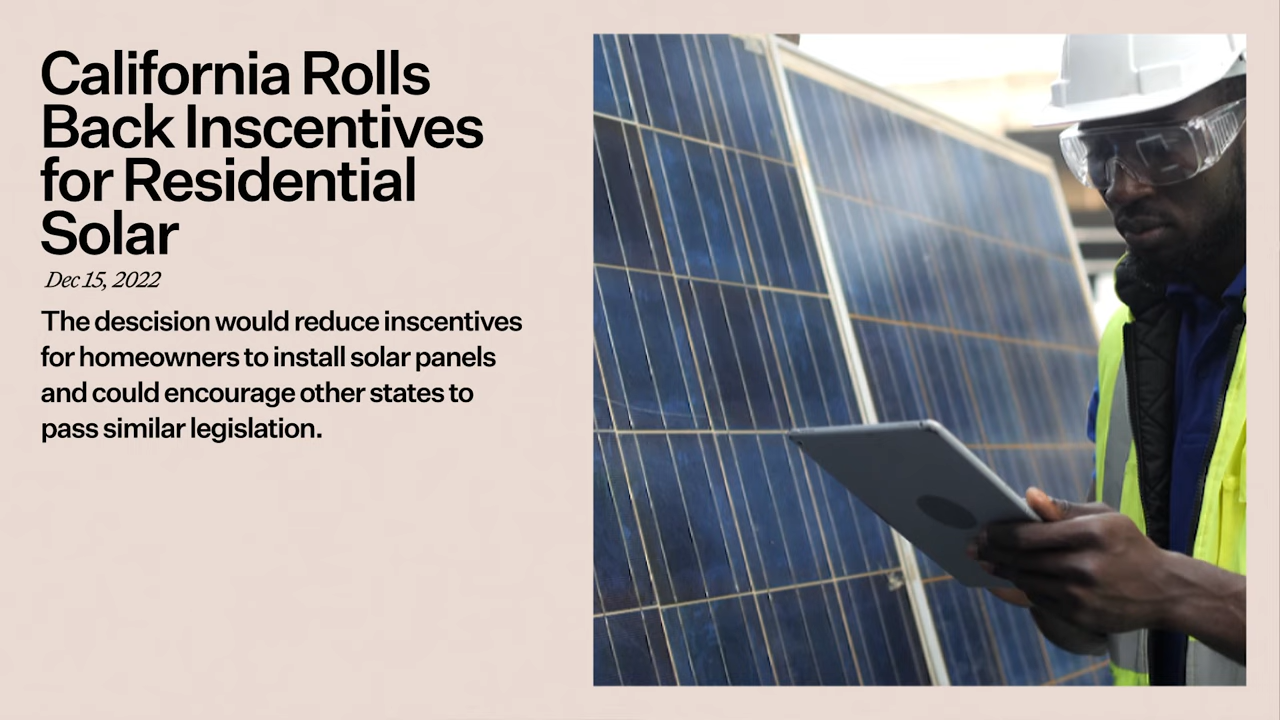 California Rolls
Back Inscentives
for Residential
Solar
Dec 15, 2022
The descision would reduce inscentives
for homeowners to install solar panels
and could encourage other states to
pass similar legislation.